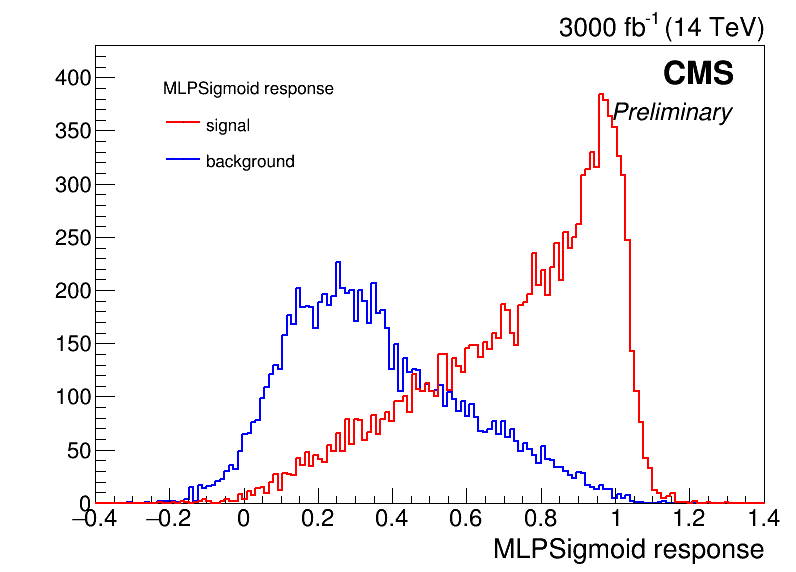 3000 fb⁻¹ (14 TeV)
CMS
Preliminary
MLPSigmoid response
signal
background
400
350
300
250
200
150
100
50
0
−0.4 −0.2 0 0.2 0.4 0.6 0.8 1 1.2 1.4
MLPSigmoid response